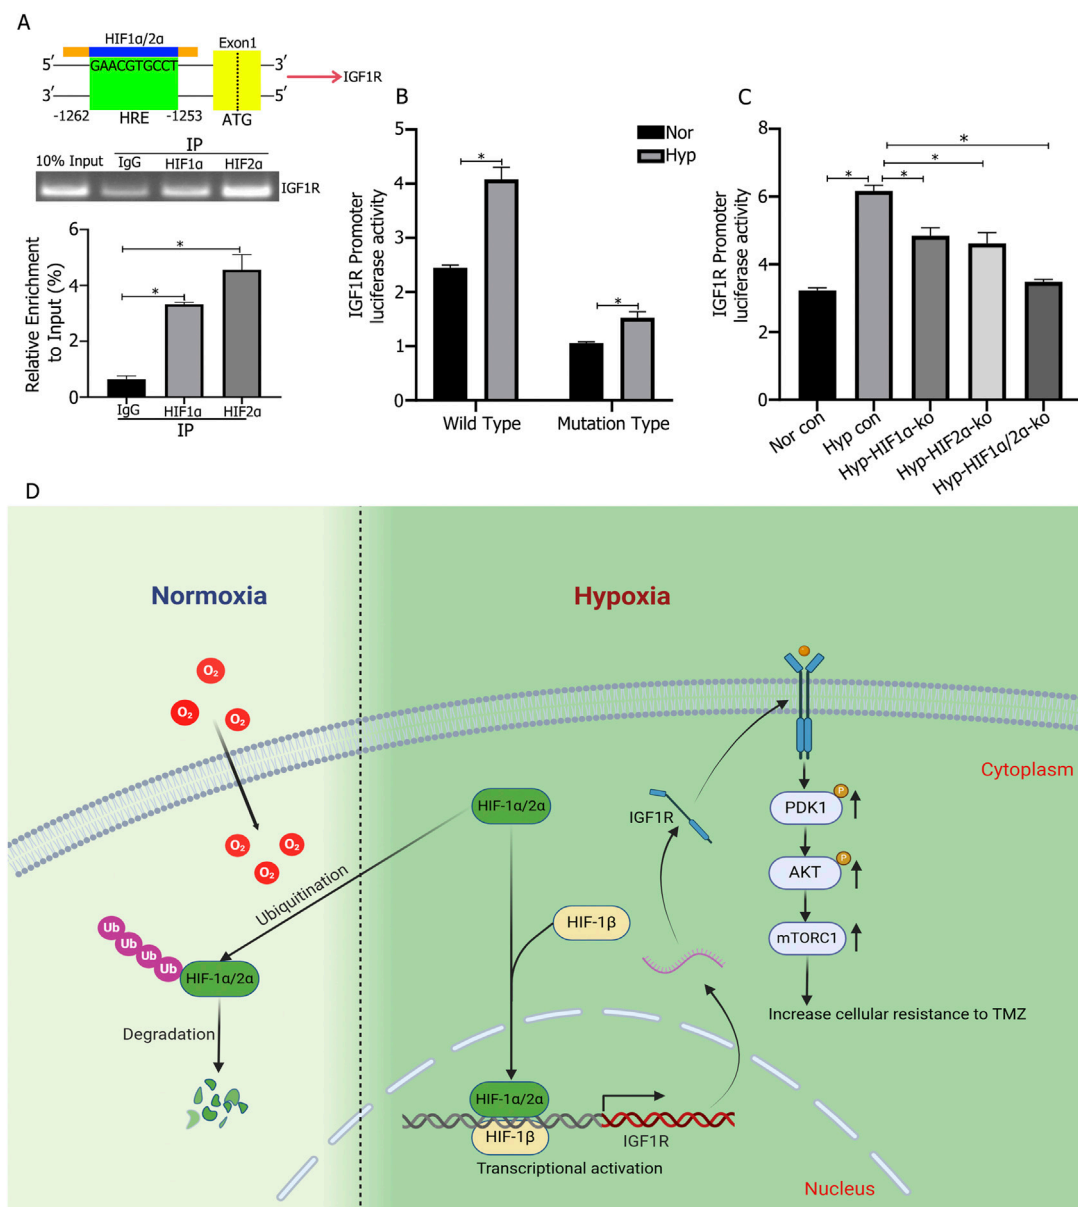 A
HIF1α/2α
Exon1
5′
GAACGTGCCT
3′
IGF1R
3′
5′
-1262
HRE
-1253
ATG
IP
10% Input
IgG
HIF1α
HIF2α
IGF1R
Relative Enrichment
to Input (%)
6
4
2
0
*
*
IgG
HIF1α
HIF2α
IP
B
IGF1R Promoter
luciferase activity
5
4
3
2
1
0
Nor
Hyp
*
*
Wild Type
Mutation Type
C
IGF1R Promoter
luciferase activity
8
6
4
2
0
*
*
*
*
Nor con
Hyp con
Hyp-HIF1α-ko
Hyp-HIF2α-ko
Hyp-HIF1α/2α-ko
D
Normoxia
Hypoxia
O2
O2
O2
O2
O2
O2
Cytoplasm
HIF-1α/2α
IGF1R
PDK1
P
AKT
P
mTORC1
Increase cellular resistance to TMZ
Ubiquitination
HIF-1β
Ub
Ub
Ub
Ub
HIF-1α/2α
Degradation
HIF-1α/2α
HIF-1β
IGF1R
Transcriptional activation
Nucleus